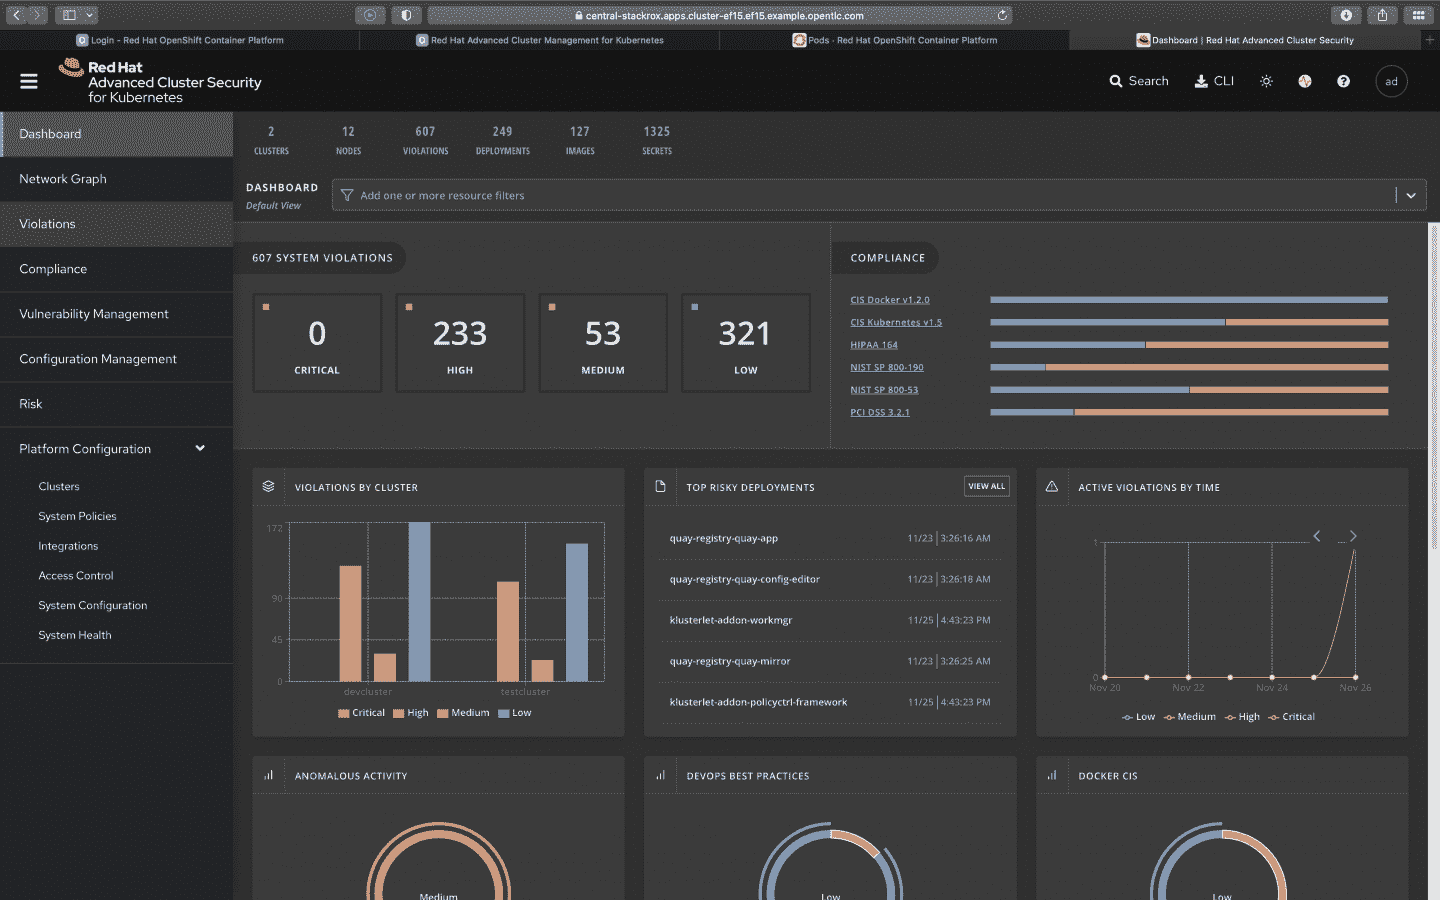 central-stackrox.apps.cluster-ef15.ef15.example.opentlc.com
Login - Red Hat OpenShift Container Platform
Red Hat Advanced Cluster Management for Kubernetes
Pods · Red Hat OpenShift Container Platform
Dashboard | Red Hat Advanced Cluster Security
Red Hat
Advanced Cluster Security
for Kubernetes
Search
CLI
ad
Dashboard
Network Graph
Violations
Compliance
Vulnerability Management
Configuration Management
Risk
Platform Configuration
Clusters
System Policies
Integrations
Access Control
System Configuration
System Health
2 12 607 249 127 1325
CLUSTERS NODES VIOLATIONS DEPLOYMENTS IMAGES SECRETS
DASHBOARD
Default View
Add one or more resource filters
607 SYSTEM VIOLATIONS
0
CRITICAL
233
HIGH
53
MEDIUM
321
LOW
COMPLIANCE
CIS Docker v1.2.0
CIS Kubernetes v1.5
HIPAA 164
NIST SP 800-190
NIST SP 800-53
PCI DSS 3.2.1
VIOLATIONS BY CLUSTER
172
90
45
0
devcluster testcluster
Critical High Medium Low
TOP RISKY DEPLOYMENTS
VIEW ALL
quay-registry-quay-app 11/23 | 3:26:16 AM
quay-registry-quay-config-editor 11/23 | 3:26:18 AM
klusterlet-addon-workmgr 11/25 | 4:43:23 PM
quay-registry-quay-mirror 11/23 | 3:26:25 AM
klusterlet-addon-policyctrl-framework 11/25 | 4:43:23 PM
ACTIVE VIOLATIONS BY TIME
1
0
Nov 20 Nov 22 Nov 24 Nov 26
Low Medium High Critical
ANOMALOUS ACTIVITY
Medium
DEVOPS BEST PRACTICES
Low
DOCKER CIS
Low